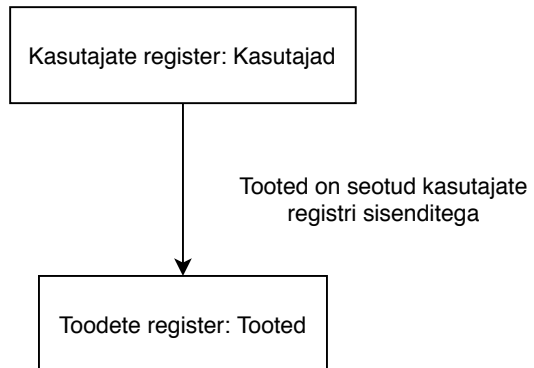 Kasutajate register: Kasutajad
Tooted on seotud kasutajate
registri sisenditega
Toodete register: Tooted